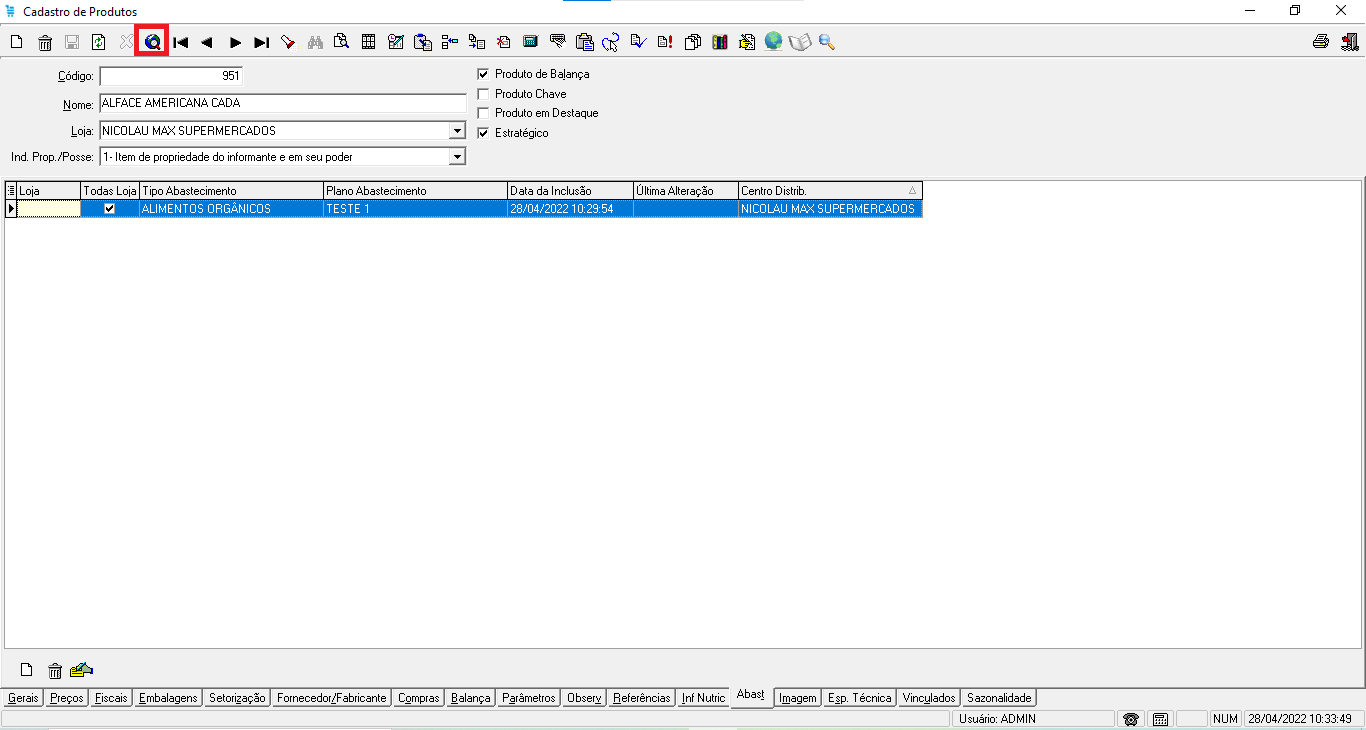 Cadastro de Produtos
Código: 951
Nome: ALFACE AMERICANA CADA
Loja: NICOLAU MAX SUPERMERCADOS
Ind. Prop./Posse: 1- Item de propriedade do informante e em seu poder
Produto de Balança
Produto Chave
Produto em Destaque
Estratégico
Loja Todas Loja Tipo Abastecimento Plano Abastecimento Data da Inclusão Última Alteração Centro Distrib.
ALIMENTOS ORGÂNICOS TESTE 1 28/04/2022 10:29:54 NICOLAU MAX SUPERMERCADOS
Gerais Preços Fiscais Embalagens Setorização Fornecedor/Fabricante Compras Balança Parâmetros Observ Referências Inf Nutric Abast Imagem Esp. Técnica Vinculados Sazonalidade
Usuário: ADMIN NUM 28/04/2022 10:33:49